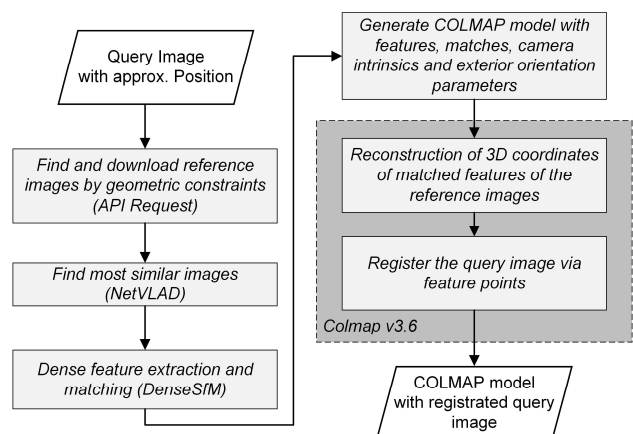 Query Image
with approx. Position
Find and download reference
images by geometric constraints
(API Request)
Find most similar images
(NetVLAD)
Dense feature extraction and
matching (DenseSfM)
Generate COLMAP model with
features, matches, camera
intrinsics and exterior orientation
parameters
Reconstruction of 3D coordinates
of matched features of the
reference images
Register the query image via
feature points
Colmap v3.6
COLMAP model
with registrated query
image